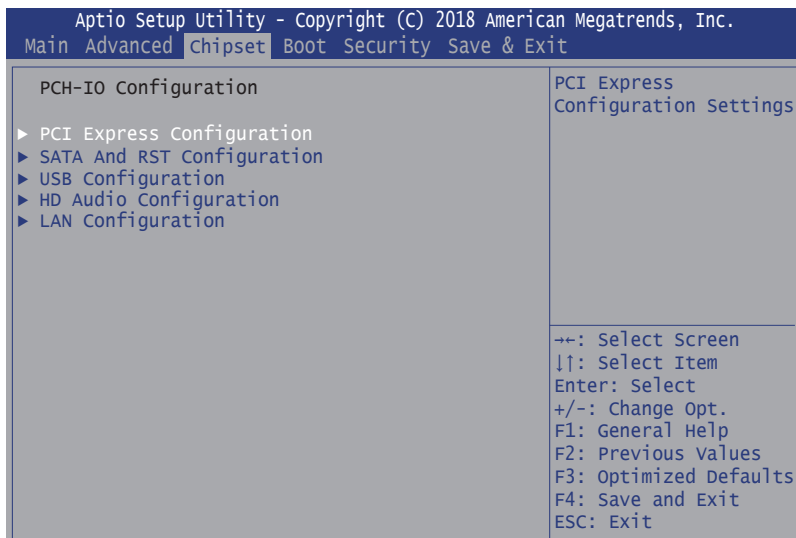 Aptio Setup Utility - Copyright (C) 2018 American Megatrends, Inc.
Main Advanced Chipset Boot Security Save & Exit
PCH-IO Configuration
► PCI Express Configuration
► SATA And RST Configuration
► USB Configuration
► HD Audio Configuration
► LAN Configuration
PCI Express
Configuration Settings
→←: Select Screen
↓↑: Select Item
Enter: Select
+/-: Change Opt.
F1: General Help
F2: Previous Values
F3: Optimized Defaults
F4: Save and Exit
ESC: Exit